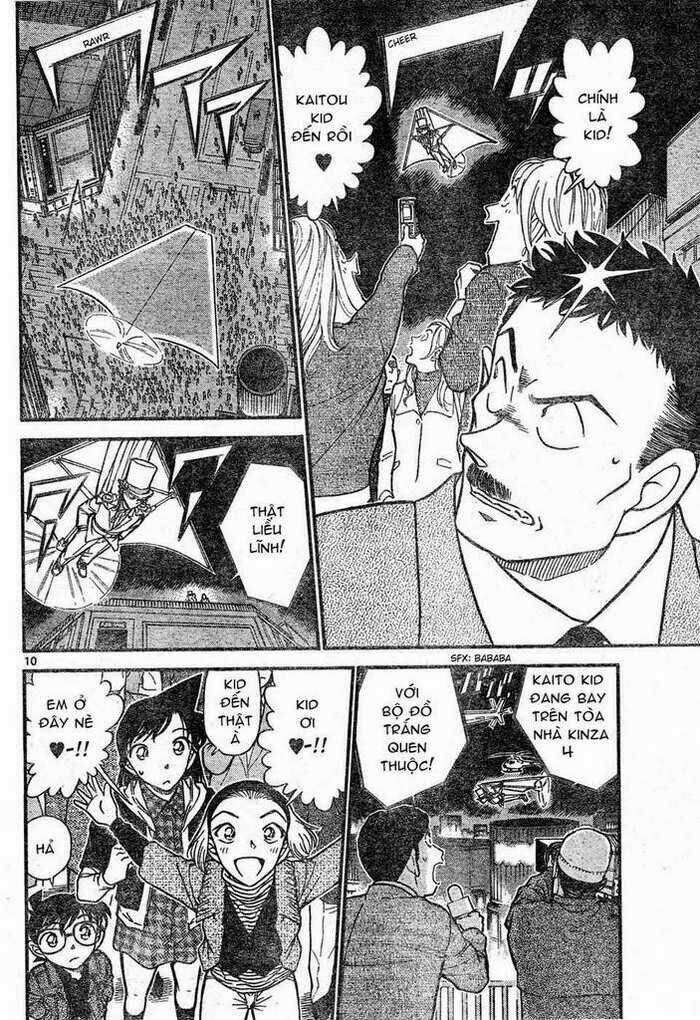 CHÍNH
LÀ
KID!
CHEER
KAITOU
KID
ĐẾN RỒI
♥
RAWR
THẬT
LIỀU
LĨNH!
10
SFX: BABABA
KAITO KID
ĐANG BAY
TRÊN TÒA
NHÀ KINZA
4
VỚI
BỘ ĐỒ
TRẮNG
QUEN
THUỘC!
KID
ƠI
♥-!!
KID
ĐẾN
THẬT
À
EM Ở
ĐÂY NÈ
♥-!!
HẢ